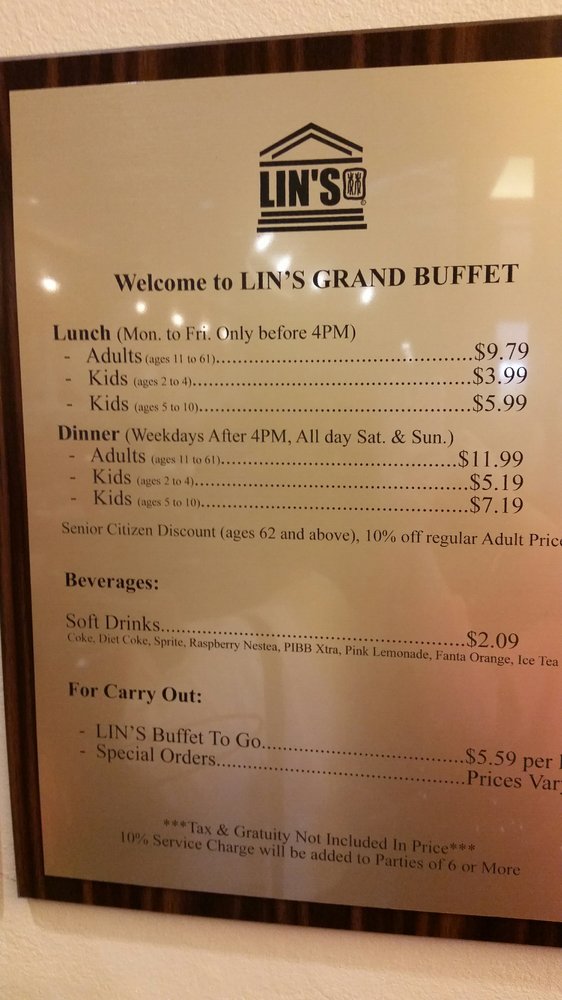 LIN'S
Welcome to LIN'S GRAND BUFFET
Lunch (Mon. to Fri. Only before 4PM)
- Adults (ages 11 to 61)..................................................$9.79
- Kids (ages 2 to 4)......................................................$3.99
- Kids (ages 5 to 10).....................................................$5.99
Dinner (Weekdays After 4PM, All day Sat. & Sun.)
- Adults (ages 11 to 61)..............................................$11.99
- Kids (ages 2 to 4)....................................................$5.19
- Kids (ages 5 to 10)...................................................$7.19
Senior Citizen Discount (ages 62 and above), 10% off regular Adult Price
Beverages:
Soft Drinks.........................................................$2.09
Coke, Diet Coke, Sprite, Raspberry Nestea, PIBB Xtra, Pink Lemonade, Fanta Orange, Ice Tea
For Carry Out:
- LIN'S Buffet To Go.......................................$5.59 per
- Special Orders...............................................Prices Vary
***Tax & Gratuity Not Included In Price***
10% Service Charge will be added to Parties of 6 or More